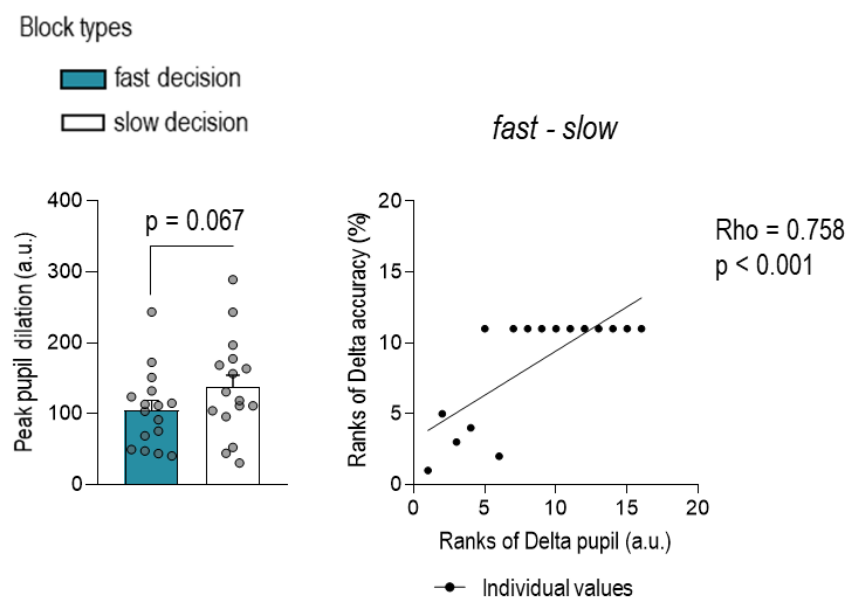 Block types
fast decision
slow decision
fast - slow
400
300
200
100
0
Peak pupil dilation (a.u.)
p = 0.067
20
15
10
5
0
Ranks of Delta accuracy (%)
0
5
10
15
20
Ranks of Delta pupil (a.u.)
Rho = 0.758
p < 0.001
Individual values